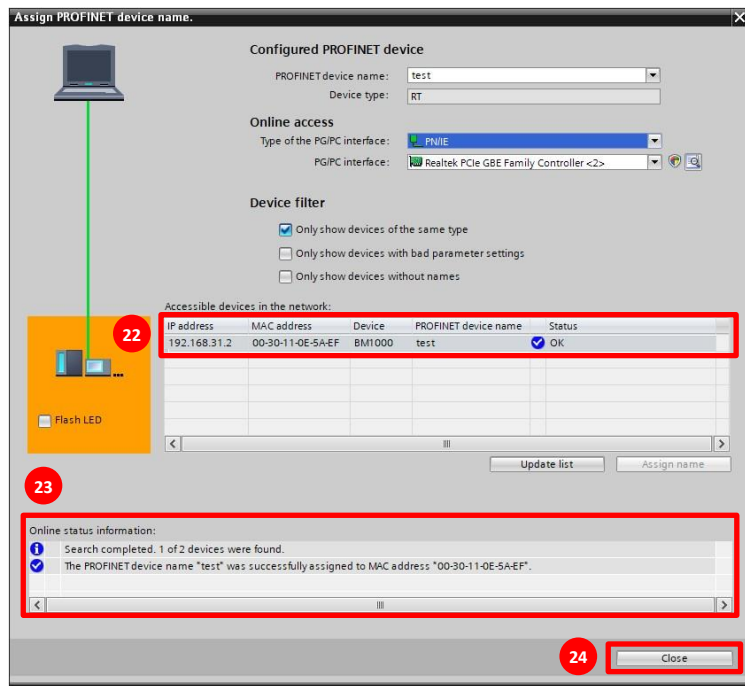 Assign PROFINET device name.
Configured PROFINET device
PROFINET device name: test
Device type: RT
Online access
Type of the PG/PC interface: PN/IE
PG/PC interface: Realtek PCIe GBE Family Controller <2>
Device filter
Only show devices of the same type
Only show devices with bad parameter settings
Only show devices without names
Accessible devices in the network:
22
IP address MAC address Device PROFINET device name Status
192.168.31.2 00-30-11-0E-5A-EF BM1000 test OK
...
Flash LED
Update list Assign name
23
Online status information:
Search completed. 1 of 2 devices were found.
The PROFINET device name "test" was successfully assigned to MAC address "00-30-11-0E-5A-EF".
24 Close